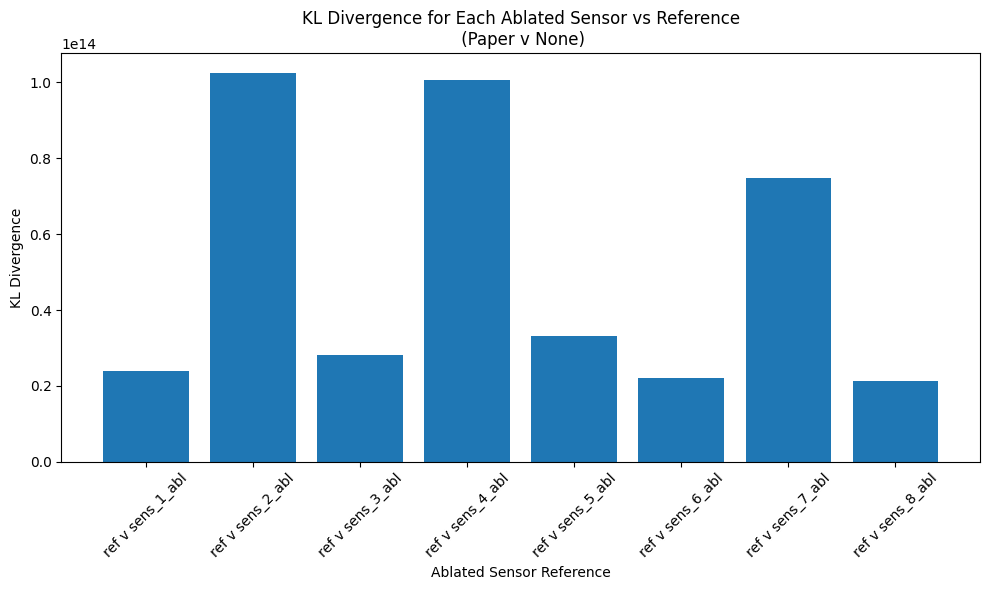 KL Divergence for Each Ablated Sensor vs Reference
(Paper v None)
1e14
1.0
0.8
0.6
0.4
0.2
0.0
KL Divergence
ref v sens_1_abl
ref v sens_2_abl
ref v sens_3_abl
ref v sens_4_abl
ref v sens_5_abl
ref v sens_6_abl
ref v sens_7_abl
ref v sens_8_abl
Ablated Sensor Reference